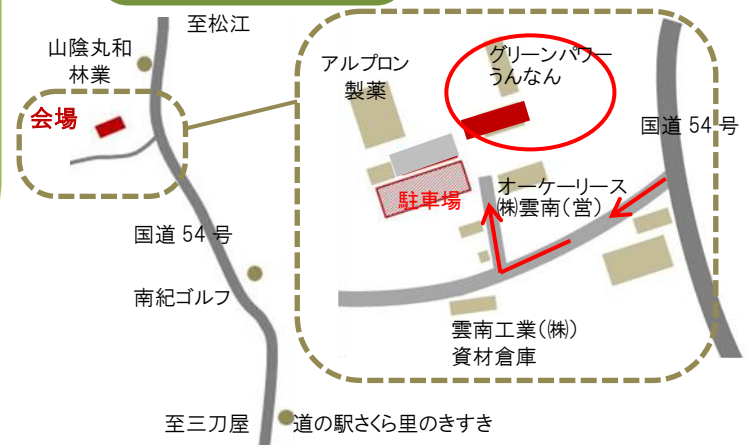 至松江
山陰丸和
林業
会場
国道 54 号
南紀ゴルフ
至三刀屋
道の駅さくら里のきすき
アルプロン
製薬
グリーンパワー
うんなん
国道 54 号
駐車場
オーケーリース
㈱雲南(営)
雲南工業(㈱)
資材倉庫